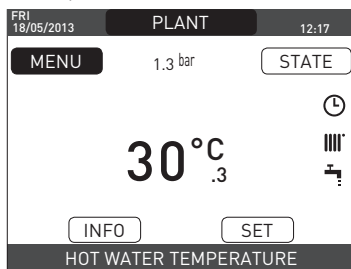 FRI
18/05/2013 PLANT 12:17
MENU 1.3 bar STATE
30°C
.3
INFO SET
HOT WATER TEMPERATURE